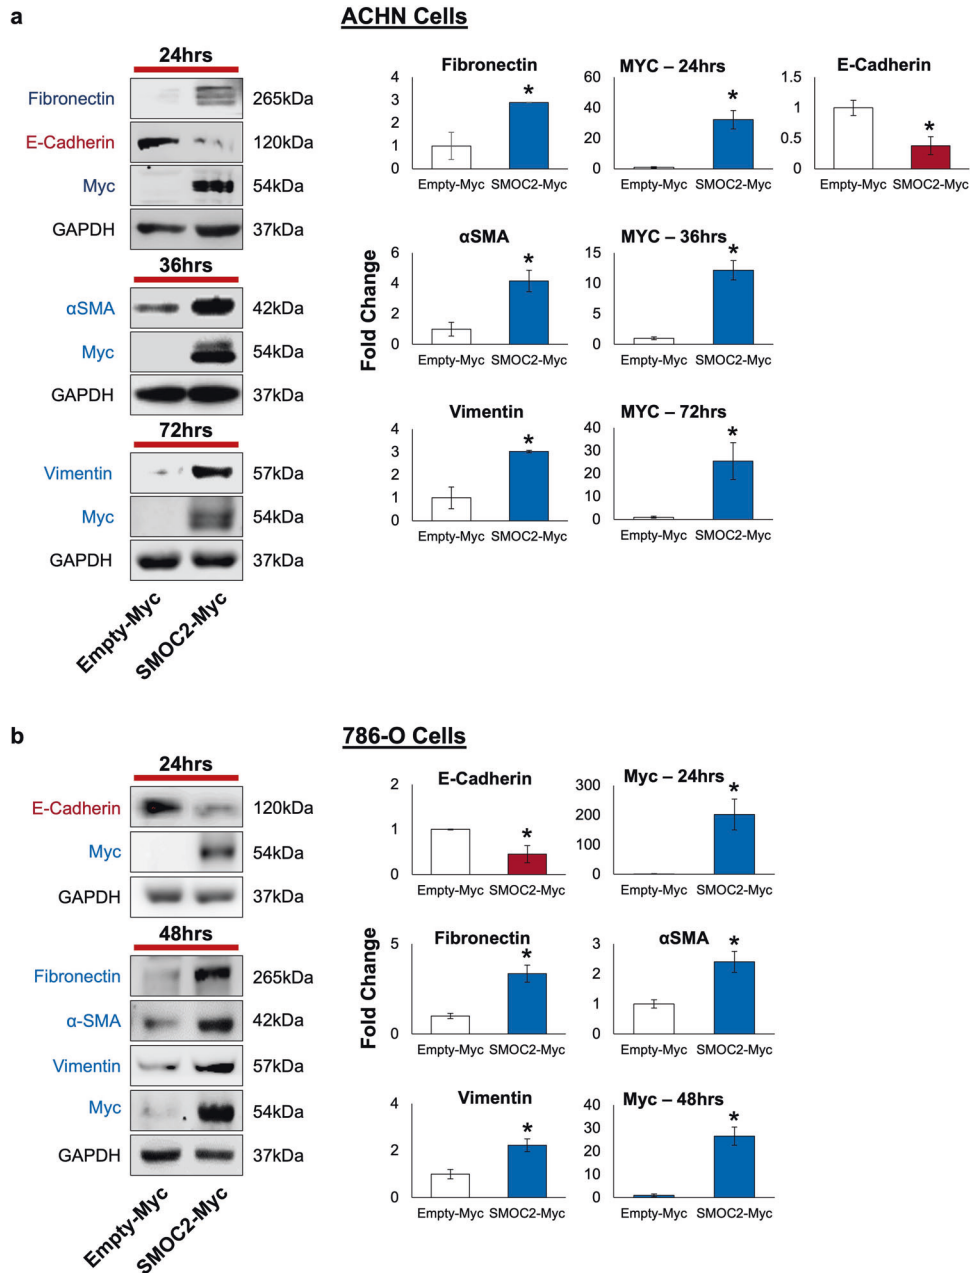 a
ACHN Cells
24hrs
Fibronectin 265kDa
E-Cadherin 120kDa
Myc 54kDa
GAPDH 37kDa
36hrs
αSMA 42kDa
Myc 54kDa
GAPDH 37kDa
72hrs
Vimentin 57kDa
Myc 54kDa
GAPDH 37kDa
Empty-Myc
SMOC2-Myc
Fibronectin
4
3
2
1
0
*
Empty-Myc SMOC2-Myc
MYC – 24hrs
60
40
20
0
*
Empty-Myc SMOC2-Myc
E-Cadherin
1.5
1
0.5
0
*
Empty-Myc SMOC2-Myc
Fold Change
αSMA
6
4
2
0
*
Empty-Myc SMOC2-Myc
MYC – 36hrs
15
10
5
0
*
Empty-Myc SMOC2-Myc
Vimentin
4
3
2
1
0
*
Empty-Myc SMOC2-Myc
MYC – 72hrs
40
30
20
10
0
*
Empty-Myc SMOC2-Myc
b
786-O Cells
24hrs
E-Cadherin 120kDa
Myc 54kDa
GAPDH 37kDa
48hrs
Fibronectin 265kDa
α-SMA 42kDa
Vimentin 57kDa
Myc 54kDa
GAPDH 37kDa
Empty-Myc
SMOC2-Myc
E-Cadherin
2
1
0
*
Empty-Myc SMOC2-Myc
Myc – 24hrs
300
200
100
0
*
Empty-Myc SMOC2-Myc
Fold Change
Fibronectin
5
0
*
Empty-Myc SMOC2-Myc
αSMA
3
2
1
0
*
Empty-Myc SMOC2-Myc
Vimentin
4
2
0
*
Empty-Myc SMOC2-Myc
Myc – 48hrs
40
30
20
10
0
*
Empty-Myc SMOC2-Myc